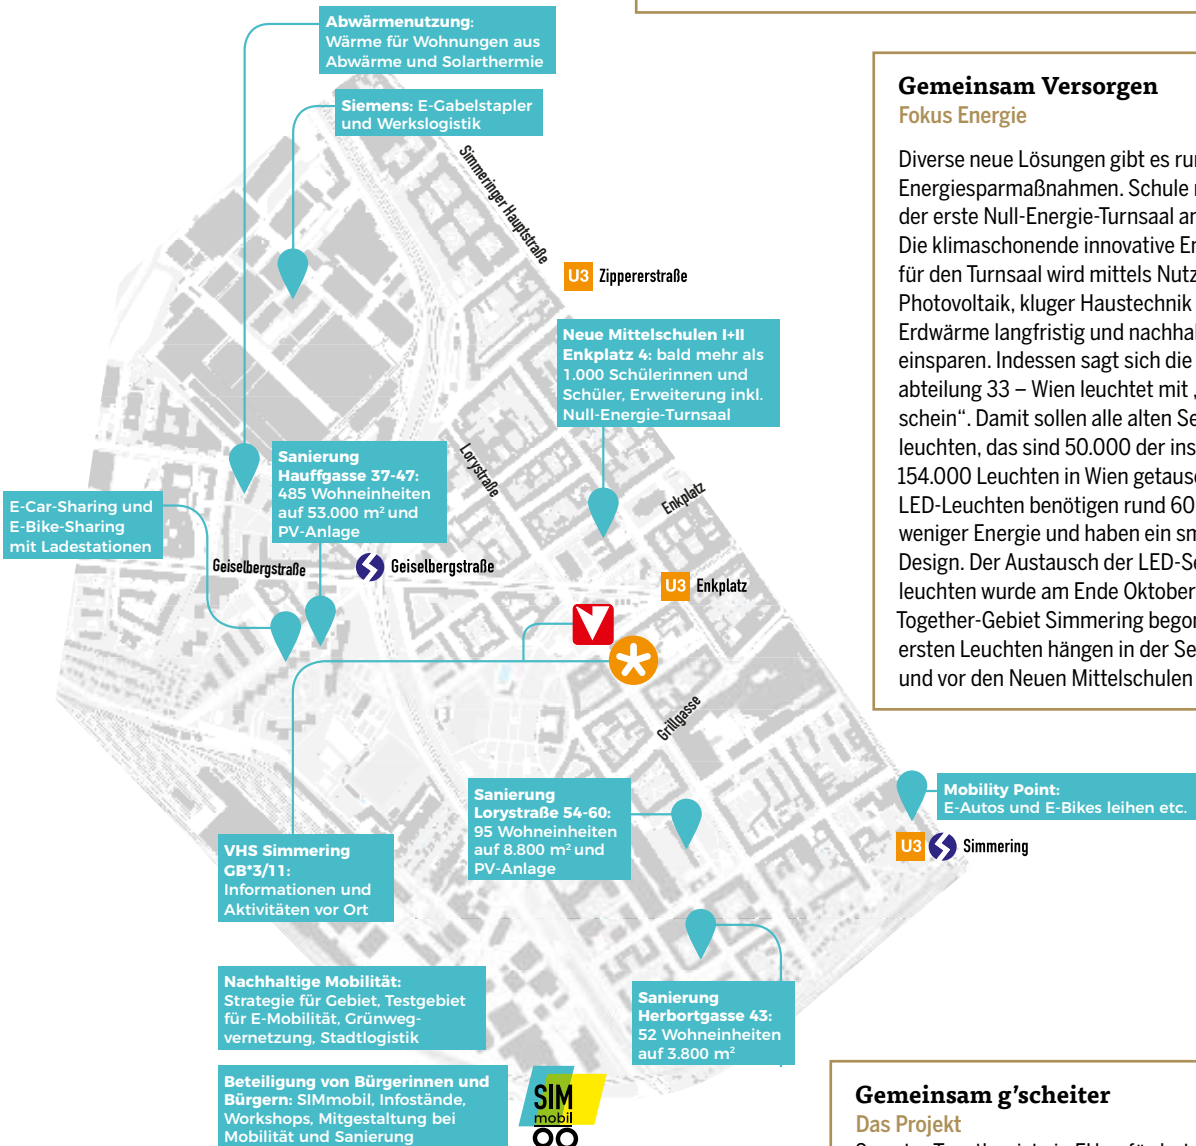 Abwärmenutzung:
Wärme für Wohnungen aus
Abwärme und Solarthermie
Siemens: E-Gabelstapler
und Werkslogistik
Simmeringer Hauptstraße
U3 Zippererstraße
Neue Mittelschulen I+II
Enkplatz 4: bald mehr als
1.000 Schülerinnen und
Schüler, Erweiterung inkl.
Null-Energie-Turnsaal
Lorystraße
Sanierung
Hauffgasse 37-47:
485 Wohneinheiten
auf 53.000 m² und
PV-Anlage
E-Car-Sharing und
E-Bike-Sharing
mit Ladestationen
Enkplatz
Geiselbergstraße
Geiselbergstraße
U3 Enkplatz
Grillgasse
Sanierung
Lorystraße 54-60:
95 Wohneinheiten
auf 8.800 m² und
PV-Anlage
Mobility Point:
E-Autos und E-Bikes leihen etc.
U3 Simmering
VHS Simmering
GB*3/11:
Informationen und
Aktivitäten vor Ort
Nachhaltige Mobilität:
Strategie für Gebiet, Testgebiet
für E-Mobilität, Grünweg-
vernetzung, Stadtlogistik
Sanierung
Herbortgasse 43:
52 Wohneinheiten
auf 3.800 m²
Beteiligung von Bürgerinnen und
Bürgern: SIMmobil, Infostände,
Workshops, Mitgestaltung bei
Mobilität und Sanierung
SIM
mobil
Gemeinsam Versorgen
Fokus Energie
Diverse neue Lösungen gibt es
Energiesparmaßnahmen. Schule
der erste Null-Energie-Turnsaal
Die klimaschonende innovative
für den Turnsaal wird mittels
Photovoltaik, kluger Haustechnik
Erdwärme langfristig und
einsparen. Indessen sagt sich die
abteilung 33 – Wien leuchtet mit
schein“. Damit sollen alle alten
leuchten, das sind 50.000 der
154.000 Leuchten in Wien
LED-Leuchten benötigen rund 60
weniger Energie und haben ein
Design. Der Austausch der
leuchten wurde am Ende Oktober
Together-Gebiet Simmering
ersten Leuchten hängen in der
und vor den Neuen Mittelschulen
Gemeinsam g’scheiter
Das Projekt